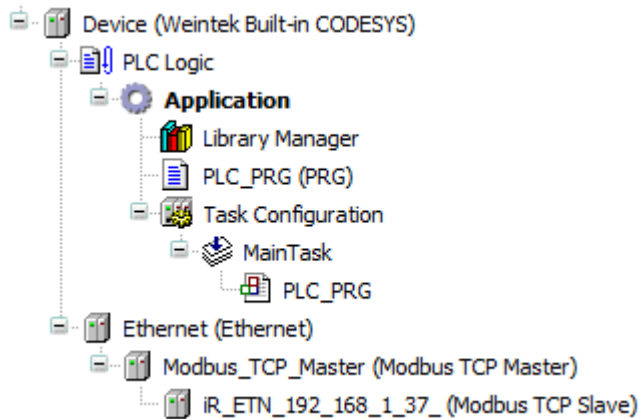 Device (Weintek Built-in CODESYS)
PLC Logic
Application
Library Manager
PLC_PRG (PRG)
Task Configuration
MainTask
PLC_PRG
Ethernet (Ethernet)
Modbus_TCP_Master (Modbus TCP Master)
iR_ETN_192_168_1_37_ (Modbus TCP Slave)